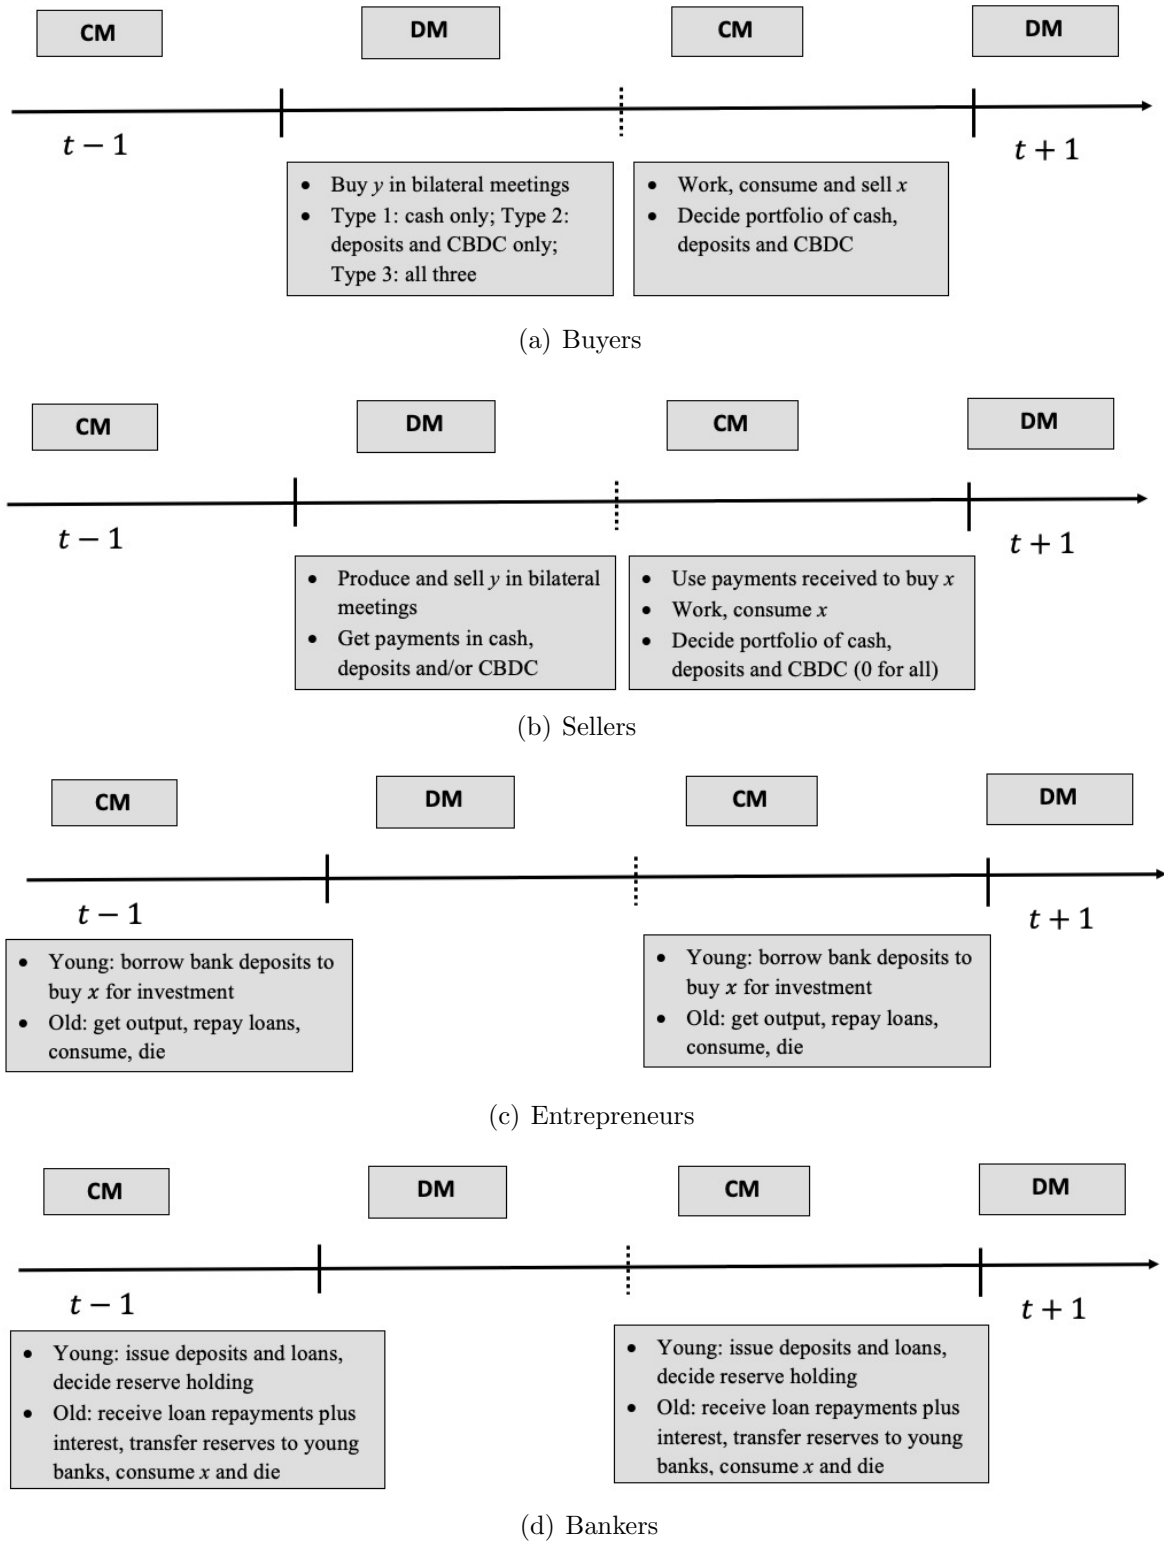 CM
DM
CM
DM
t − 1
t + 1
• Buy y in bilateral meetings
• Type 1: cash only; Type 2:
deposits and CBDC only;
Type 3: all three
• Work, consume and sell x
• Decide portfolio of cash,
deposits and CBDC
(a) Buyers
CM
DM
CM
DM
t − 1
t + 1
• Produce and sell y in bilateral
meetings
• Get payments in cash,
deposits and/or CBDC
• Use payments received to buy x
• Work, consume x
• Decide portfolio of cash,
deposits and CBDC (0 for all)
(b) Sellers
CM
DM
CM
DM
t − 1
t + 1
• Young: borrow bank deposits to
buy x for investment
• Old: get output, repay loans,
consume, die
• Young: borrow bank deposits to
buy x for investment
• Old: get output, repay loans,
consume, die
(c) Entrepreneurs
CM
DM
CM
DM
t − 1
t + 1
• Young: issue deposits and loans,
decide reserve holding
• Old: receive loan repayments plus
interest, transfer reserves to young
banks, consume x and die
• Young: issue deposits and loans,
decide reserve holding
• Old: receive loan repayments plus
interest, transfer reserves to young
banks, consume x and die
(d) Bankers